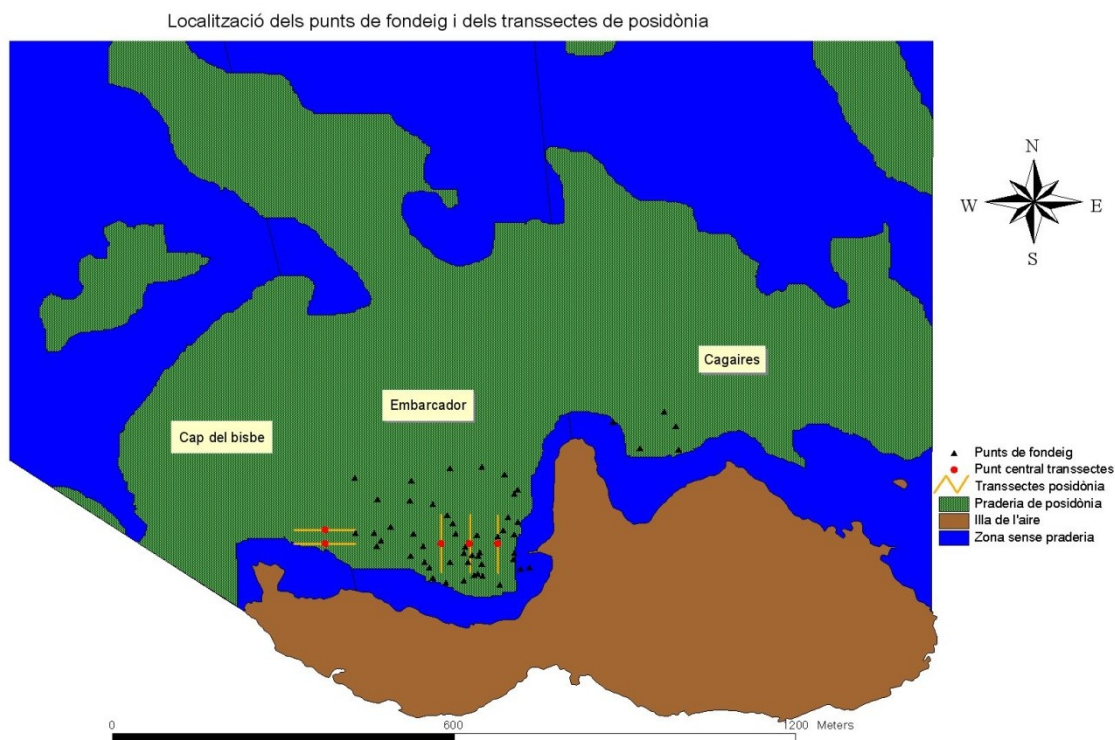 Localització dels punts de fondeig i dels transsectes de posidònia
N
W E
S
Cagaires
Embarcador
Cap del bisbe
Punts de fondeig
Punt central transsectes
Transsectes posidònia
Praderia de posidònia
Illa de l'aire
Zona sense praderia
0 600 1200 Meters